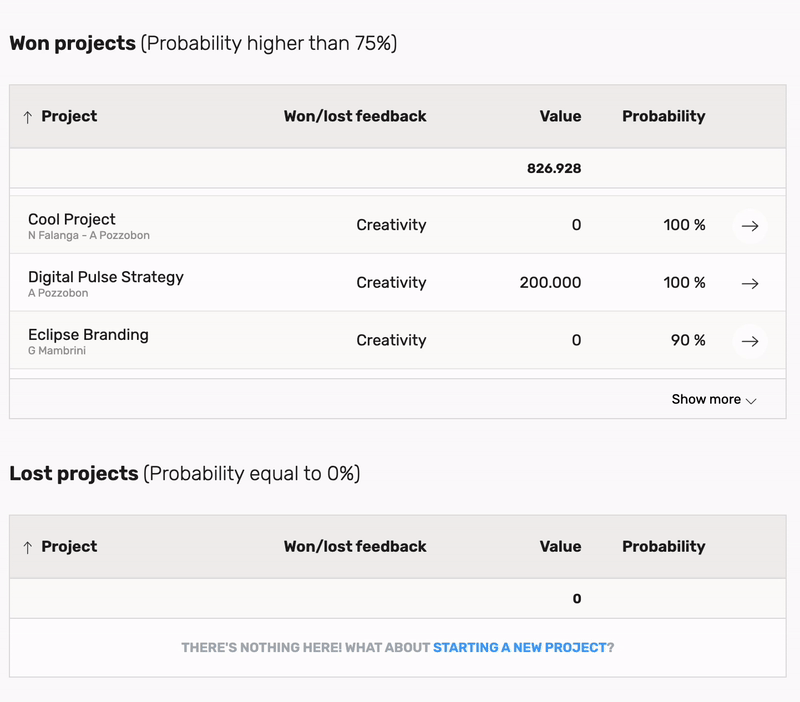 Won projects (Probability higher than 75%)
↑ Project Won/lost feedback Value Probability
826.928
Cool Project Creativity 0 100 % →
N Falanga - A Pozzobon
Digital Pulse Strategy Creativity 200.000 100 % →
A Pozzobon
Eclipse Branding Creativity 0 90 % →
G Mambrini
Show more
Lost projects (Probability equal to 0%)
↑ Project Won/lost feedback Value Probability
0
THERE'S NOTHING HERE! WHAT ABOUT STARTING A NEW PROJECT?